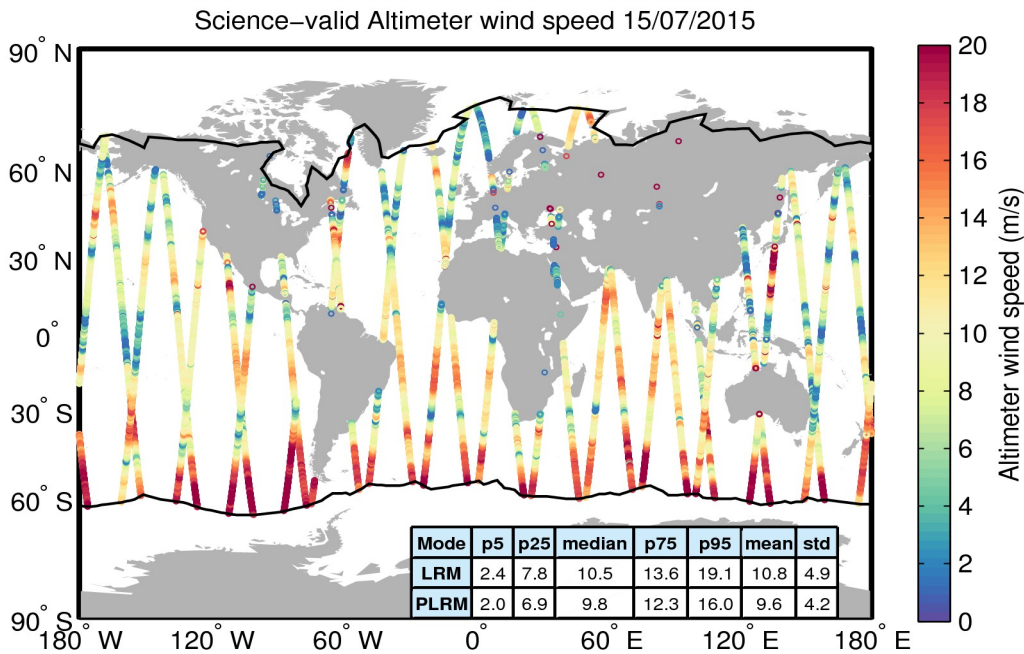 Science−valid Altimeter wind speed 15/07/2015
90° N
60° N
30° N
0°
30° S
60° S
90° S
180° W
120° W
60° W
0°
60° E
120° E
180° E
Mode p5 p25 median p75 p95 mean std
LRM 2.4 7.8 10.5 13.6 19.1 10.8 4.9
PLRM 2.0 6.9 9.8 12.3 16.0 9.6 4.2
20
18
16
14
12
10
8
6
4
2
0
Altimeter wind speed (m/s)